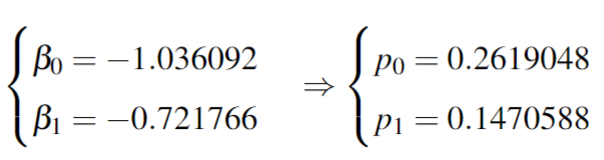 β₀ = −1.036092 ⇒ p₀ = 0.2619048
β₁ = −0.721766 p₁ = 0.1470588